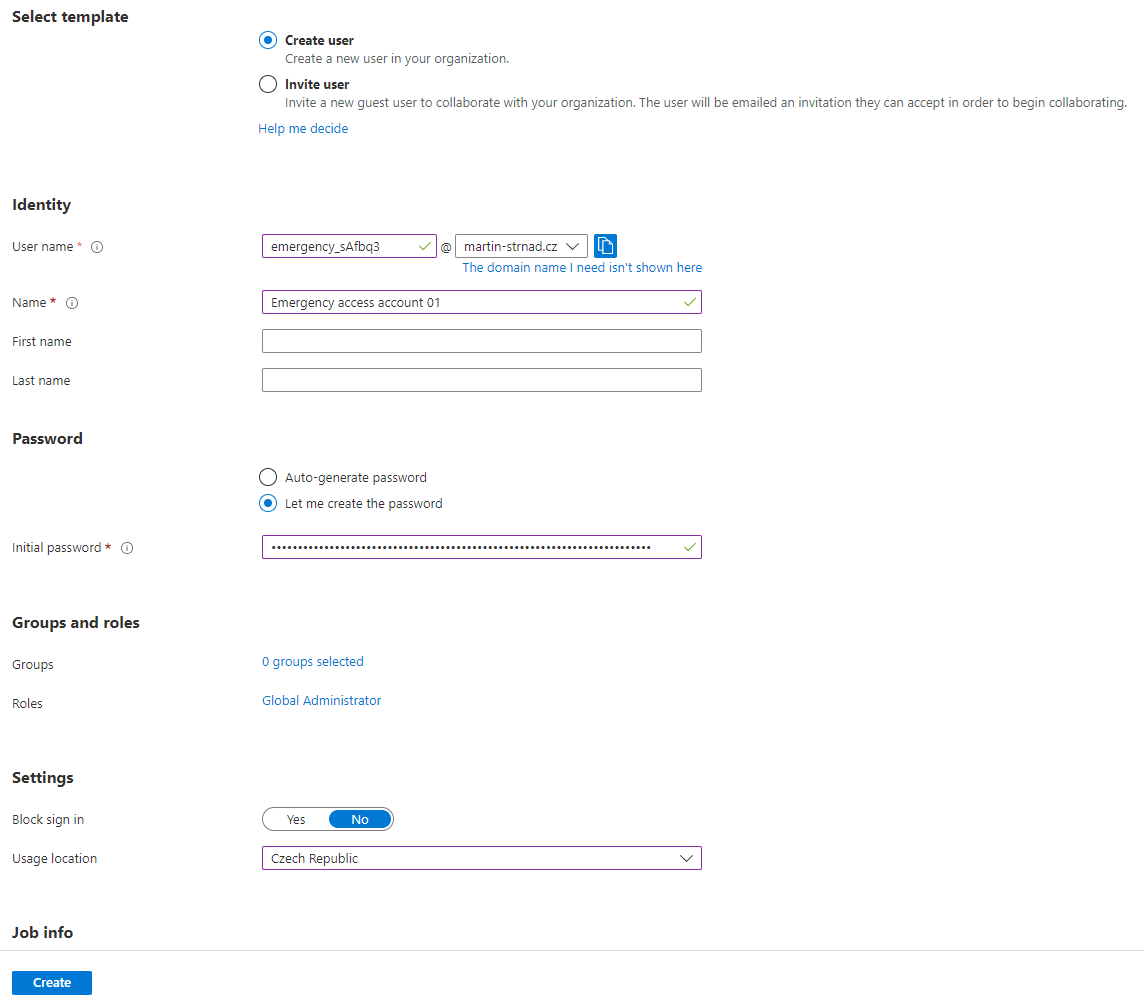 Select template
Create user
Create a new user in your organization.
Invite user
Invite a new guest user to collaborate with your organization. The user will be emailed an invitation they can accept in order to begin collaborating.
Help me decide
Identity
User name * emergency_sAfbq3 @ martin-strnad.cz
The domain name I need isn't shown here
Name * Emergency access account 01
First name
Last name
Password
Auto-generate password
Let me create the password
Initial password *
Groups and roles
Groups 0 groups selected
Roles Global Administrator
Settings
Block sign in Yes No
Usage location Czech Republic
Job info
Create